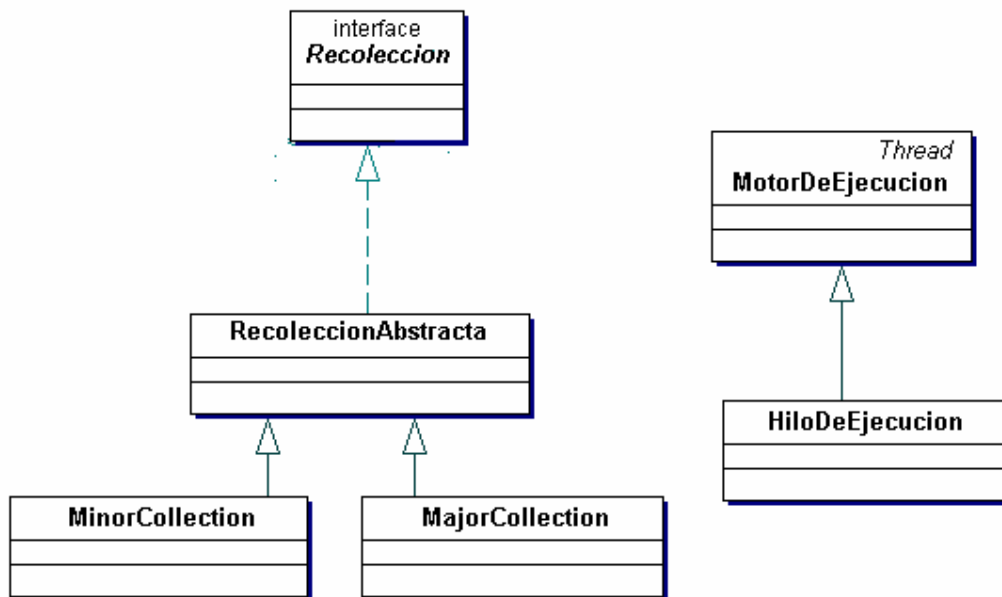 interface
Recoleccion
Thread
MotorDeEjecucion
RecoleccionAbstracta
HiloDeEjecucion
MinorCollection
MajorCollection